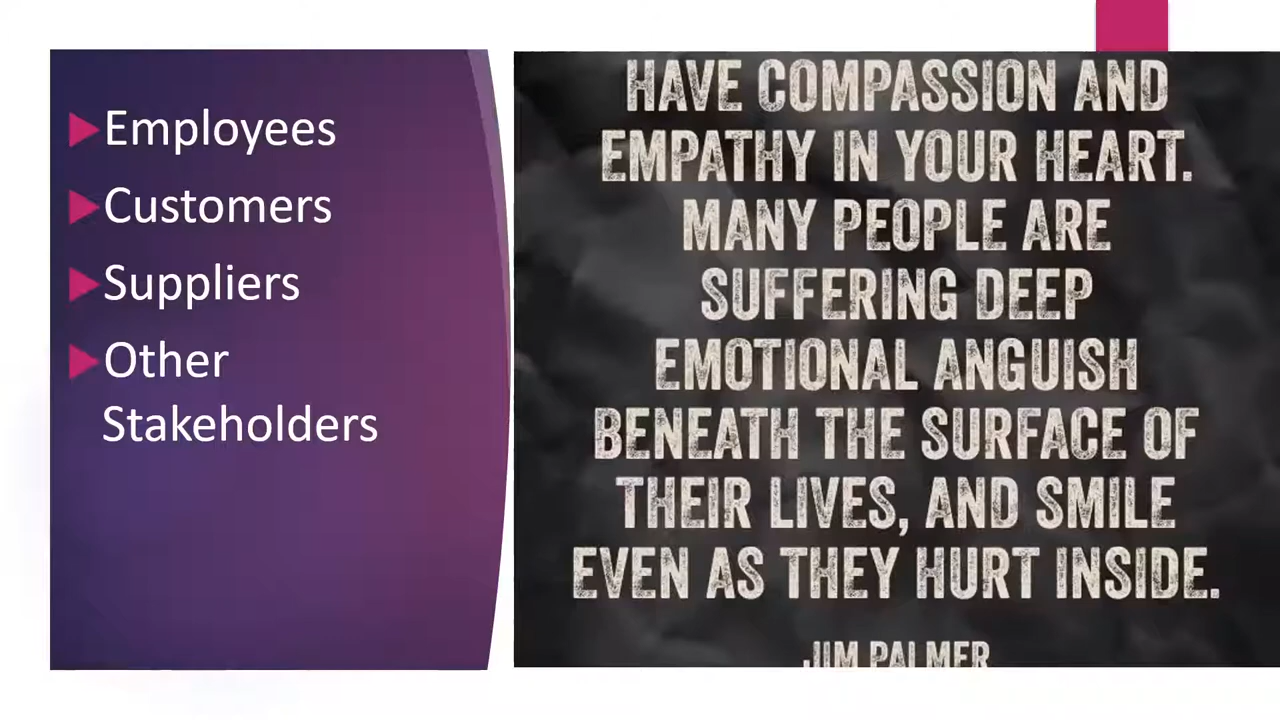 Employees
Customers
Suppliers
Other
Stakeholders
HAVE COMPASSION AND
EMPATHY IN YOUR HEART.
MANY PEOPLE ARE
SUFFERING DEEP
EMOTIONAL ANGUISH
BENEATH THE SURFACE OF
THEIR LIVES, AND SMILE
EVEN AS THEY HURT INSIDE.
JIM PALMER